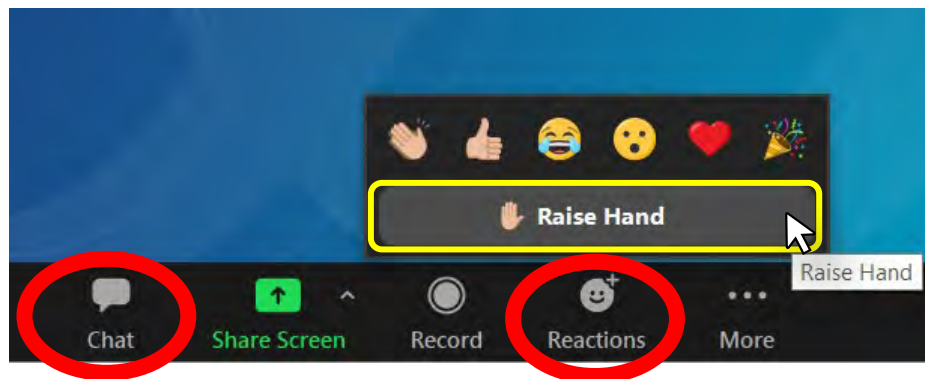 Raise Hand
Raise Hand
Chat
Share Screen
Record
Reactions
More